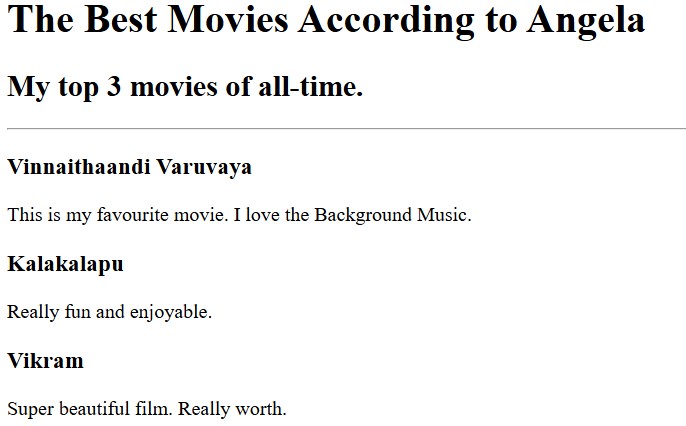 The Best Movies According to Angela
My top 3 movies of all-time.
Vinnaithaandi Varuvaya
This is my favourite movie. I love the Background Music.
Kalakalapu
Really fun and enjoyable.
Vikram
Super beautiful film. Really worth.